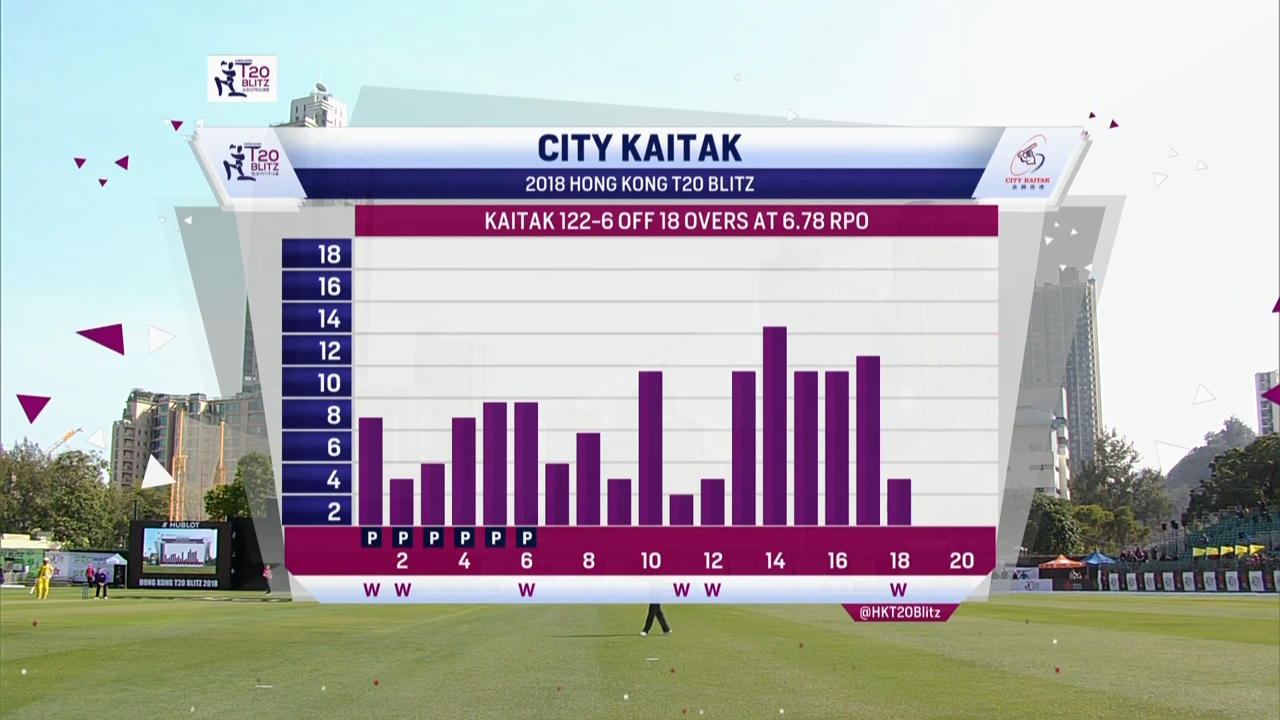 T20
BLITZ
T20
BLITZ
CITY KAITAK
2018 HONG KONG T20 BLITZ
CITY KAITAK
KAITAK 122-6 OFF 18 OVERS AT 6.78 RPO
18
16
14
12
10
8
6
4
2
P P P P P P
2 4 6 8 10 12 14 16 18 20
W W W W W W
@HKT20Blitz
HUBLOT
HONG KONG T20 BLITZ 2018